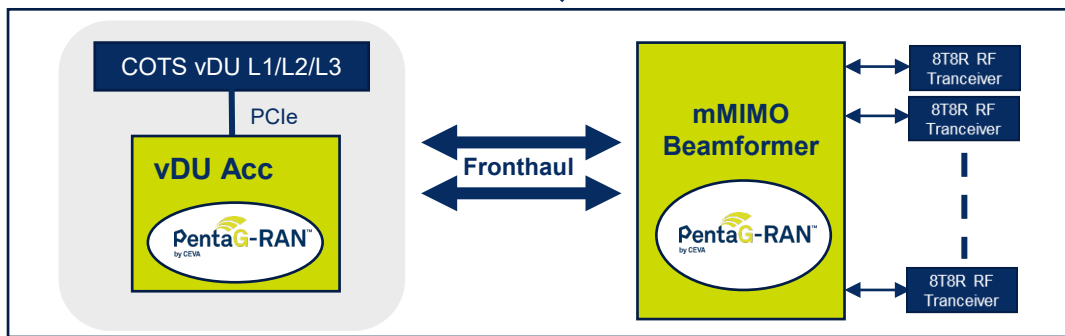 COTS vDU L1/L2/L3
PCIe
vDU Acc
PentaG-RAN™
by CEVA
Fronthaul
mMIMO
Beamformer
PentaG-RAN™
by CEVA
8T8R RF
Tranceiver
8T8R RF
Tranceiver
8T8R RF
Tranceiver